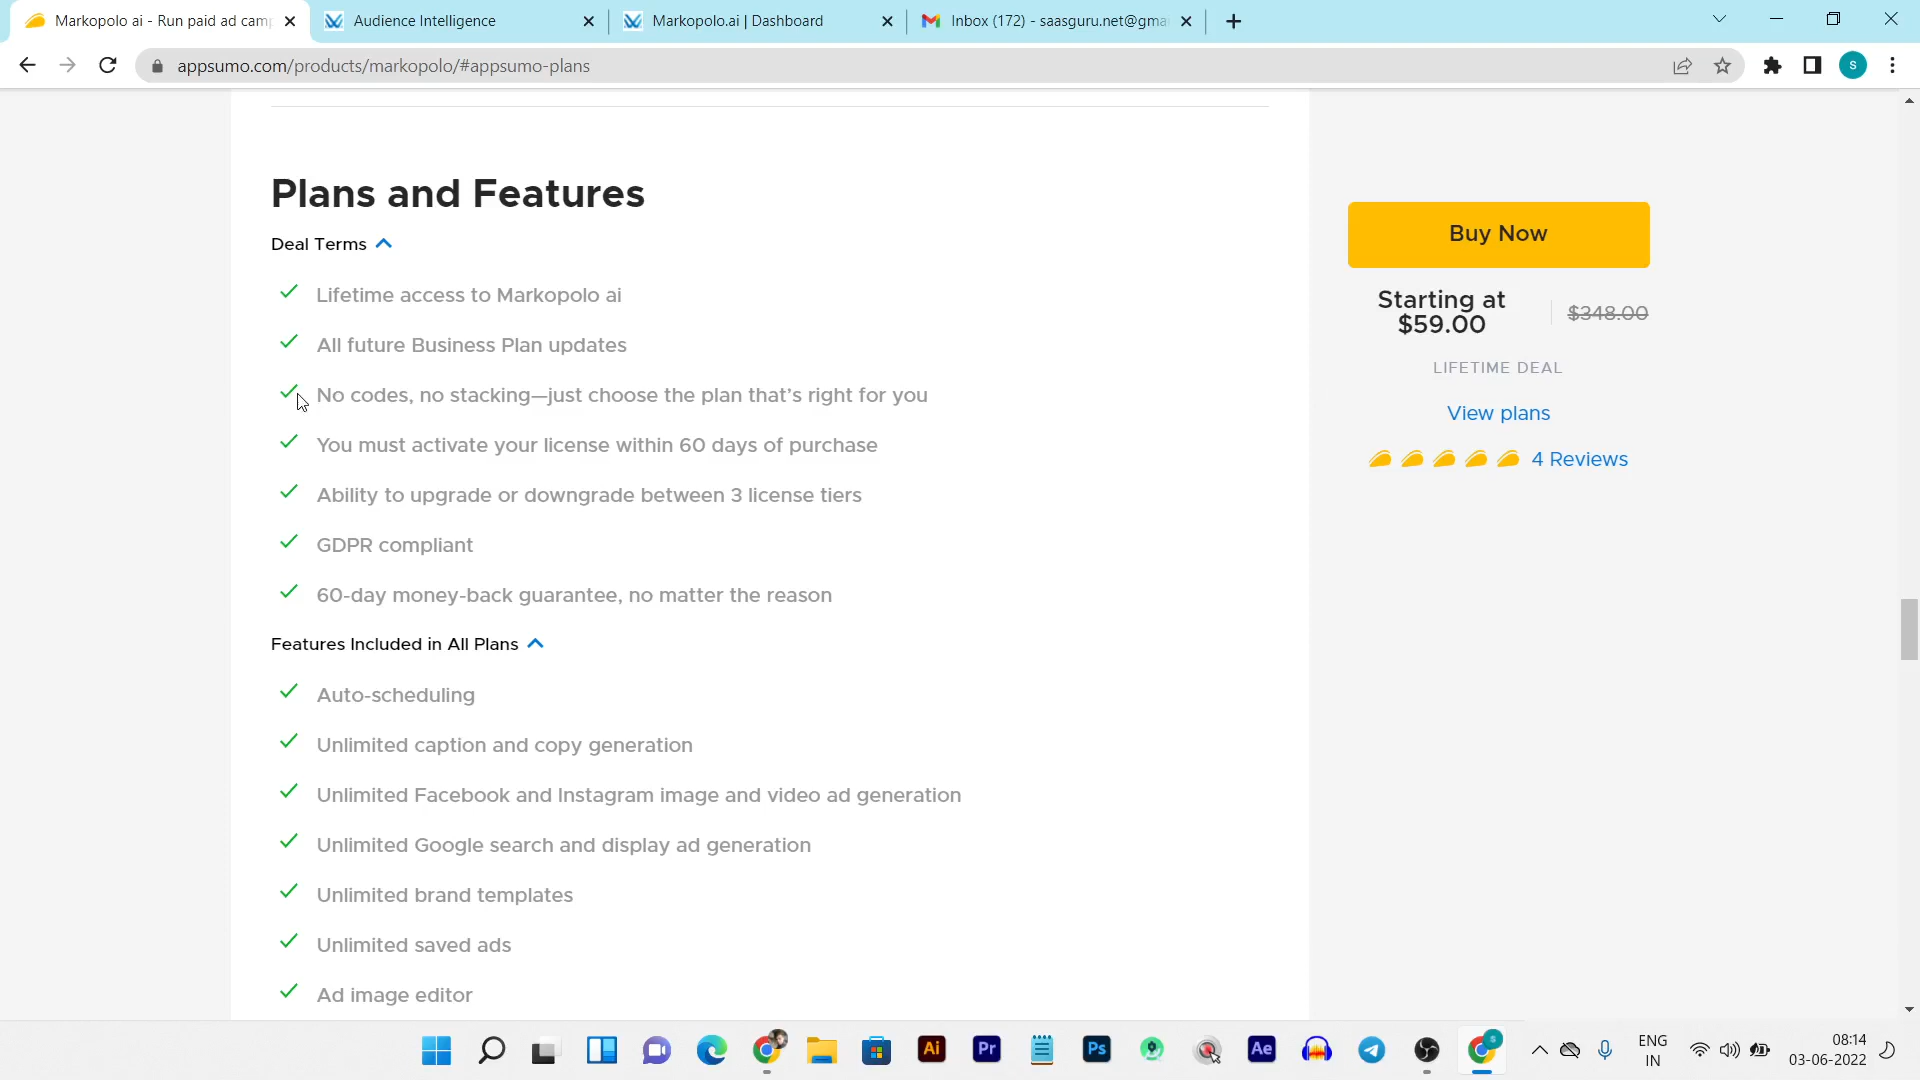 Markopolo ai - Run paid ad camp
Audience Intelligence
Markopolo.ai | Dashboard
Inbox (172) - saasguru.net@gmai
appsumo.com/products/markopolo/#appsumo-plans
s
Plans and Features
Deal Terms
Lifetime access to Markopolo ai
All future Business Plan updates
No codes, no stacking—just choose the plan that’s right for you
You must activate your license within 60 days of purchase
Ability to upgrade or downgrade between 3 license tiers
GDPR compliant
60-day money-back guarantee, no matter the reason
Features Included in All Plans
Auto-scheduling
Unlimited caption and copy generation
Unlimited Facebook and Instagram image and video ad generation
Unlimited Google search and display ad generation
Unlimited brand templates
Unlimited saved ads
Ad image editor
Buy Now
Starting at
$59.00
$348.00
LIFETIME DEAL
View plans
4 Reviews
Ai
Pr
Ps
Ae
s
ENG
IN
08:14
03-06-2022